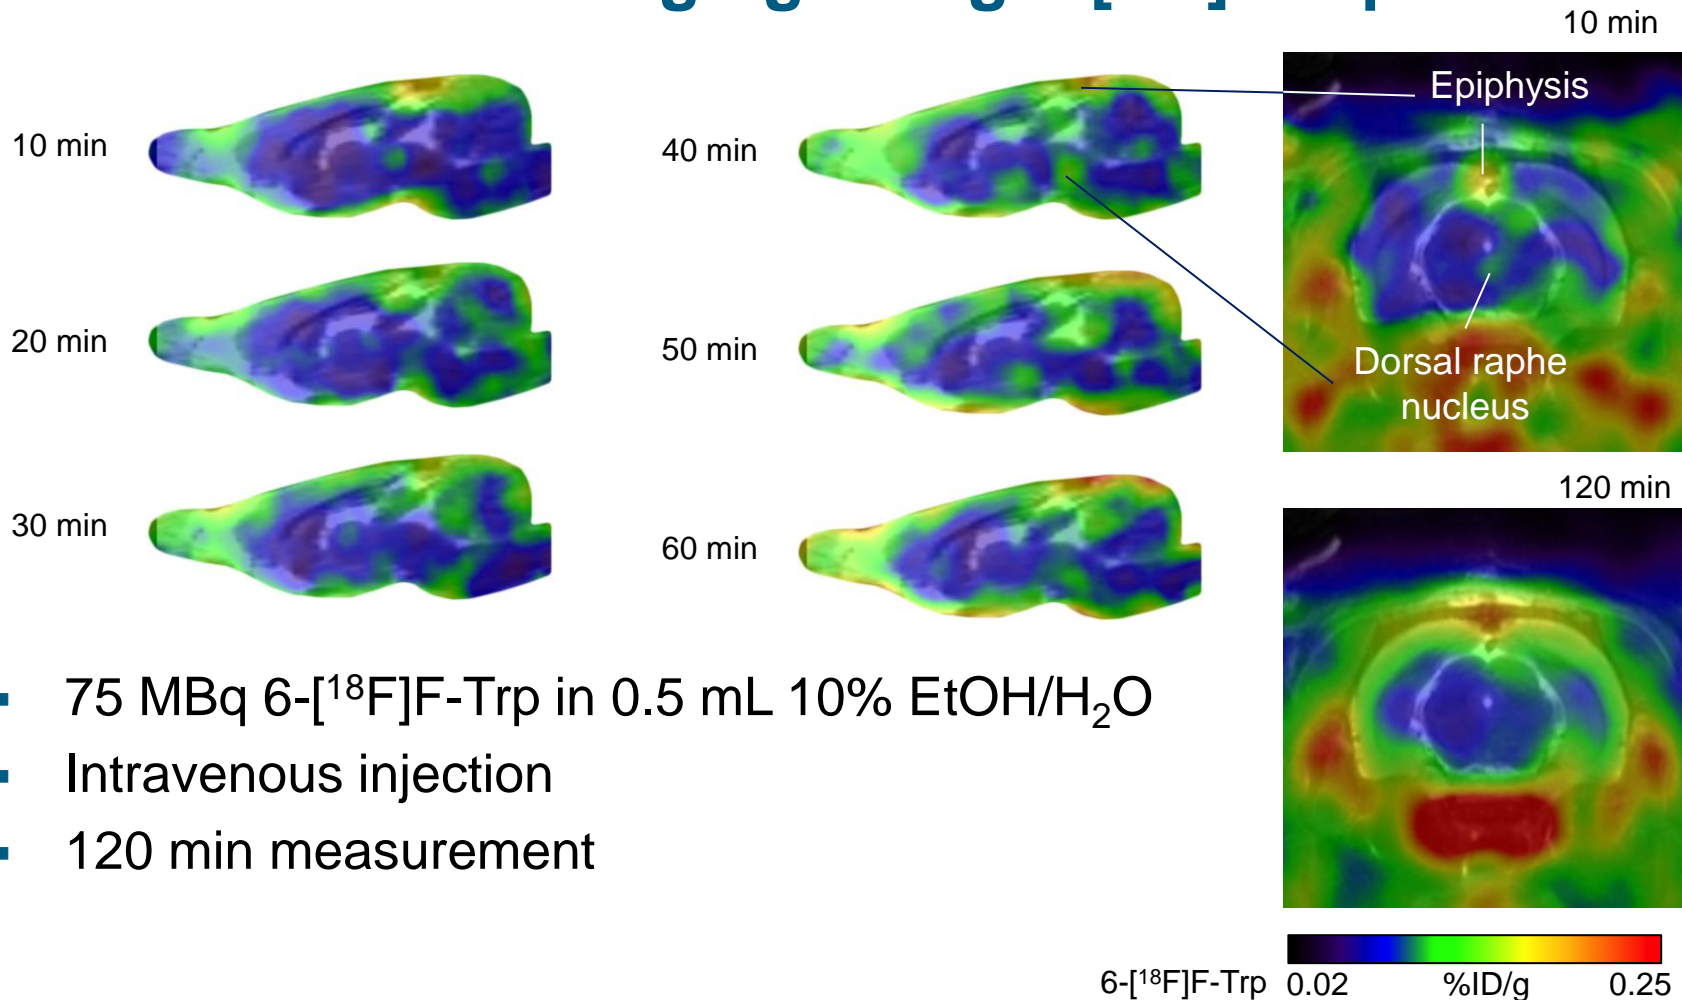 10 min
10 min
40 min
Epiphysis
20 min
50 min
Dorsal raphe
nucleus
30 min
60 min
120 min
▪ 75 MBq 6-[¹⁸F]F-Trp in 0.5 mL 10% EtOH/H₂O
▪ Intravenous injection
▪ 120 min measurement
6-[¹⁸F]F-Trp 0.02 %ID/g 0.25